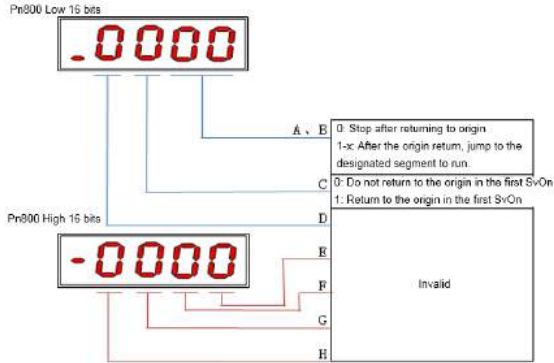 Pn800 Low 16 bits
.0000
A、B
0: Stop after returning to origin
1-x: After the origin return, jump to the
designated segment to run.
C
0: Do not return to the origin in the first SvOn
1: Return to the origin in the first SvOn
D
Pn800 High 16 bits
-0000
E
F
Invalid
G
H